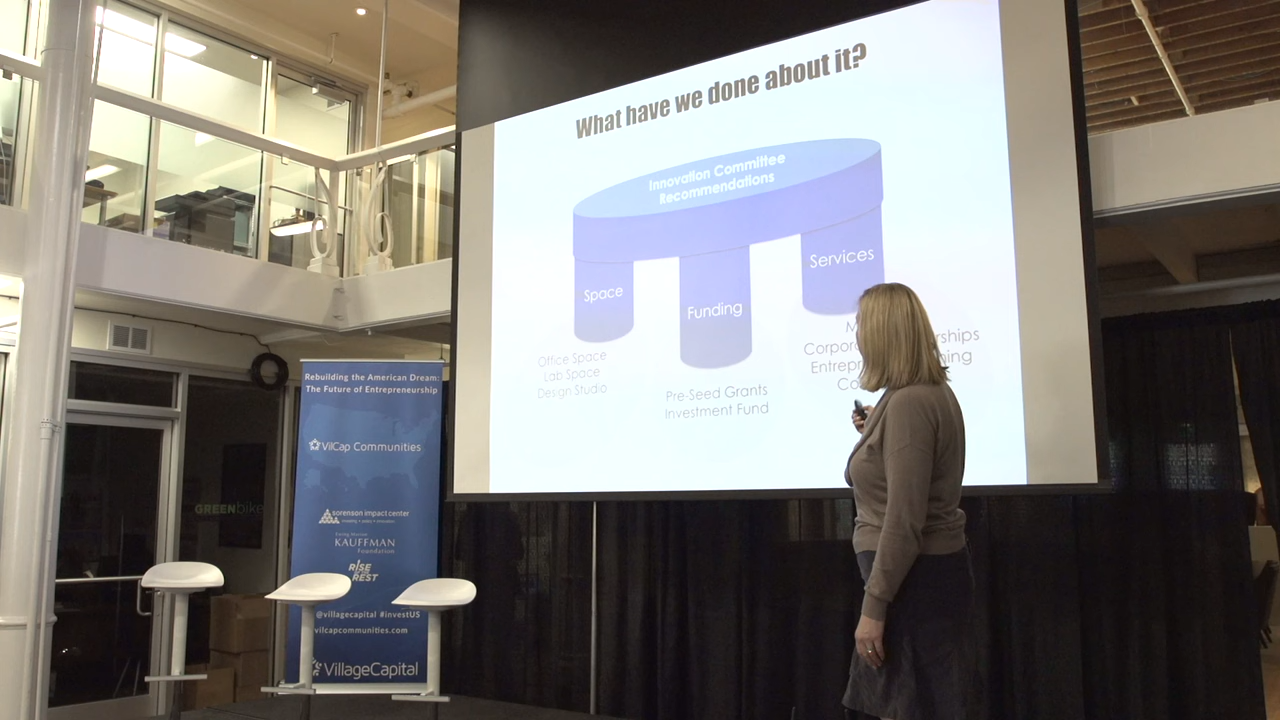 What have we done about it?
Innovation Committee
Recommendations
Space
Funding
Services
Office Space
Lab Space
Design Studio
Pre-Seed Grants
Investment Fund
Rebuilding the American Dream:
The Future of Entrepreneurship
VilCap Communities
sorenson impact center
KAUFFMAN
Foundation
RISE
REST
@villagecapital #investUS
vilcapcommunities.com
VillageCapital
GREENbike